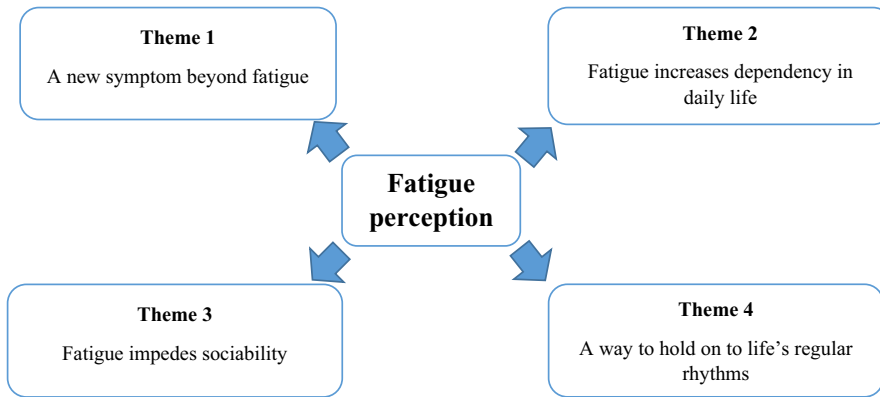 Theme 1
A new symptom beyond fatigue
Theme 2
Fatigue increases dependency in
daily life
Fatigue
perception
Theme 3
Fatigue impedes sociability
Theme 4
A way to hold on to life’s regular
rhythms